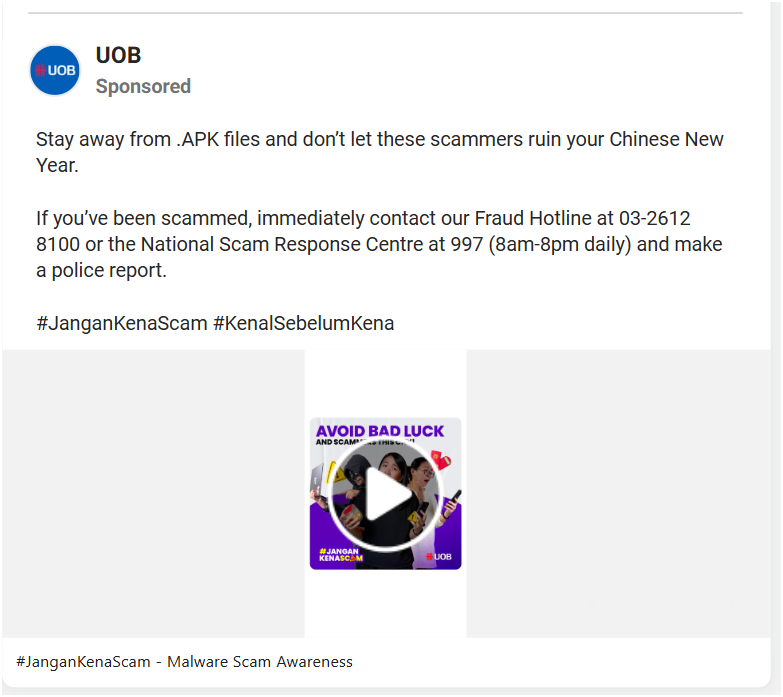 UOB
UOB
Sponsored
Stay away from .APK files and don’t let these scammers ruin your Chinese New
Year.
If you’ve been scammed, immediately contact our Fraud Hotline at 03-2612
8100 or the National Scam Response Centre at 997 (8am-8pm daily) and make
a police report.
#JanganKenaScam #KenalSebelumKena
AVOID BAD LUCK
AND SCAMMERS THIS CNY!
#JANGAN
KENASCAM
UOB
#JanganKenaScam - Malware Scam Awareness